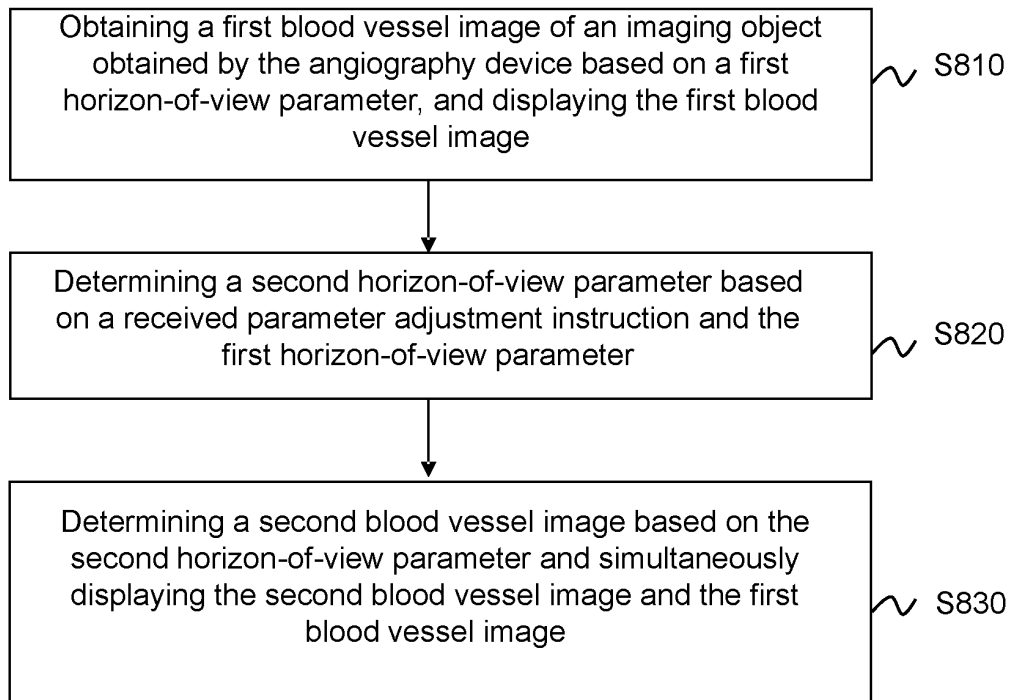 Obtaining a first blood vessel image of an imaging object
obtained by the angiography device based on a first
horizon-of-view parameter, and displaying the first blood
vessel image
S810
Determining a second horizon-of-view parameter based
on a received parameter adjustment instruction and the
first horizon-of-view parameter
S820
Determining a second blood vessel image based on the
second horizon-of-view parameter and simultaneously
displaying the second blood vessel image and the first
blood vessel image
S830